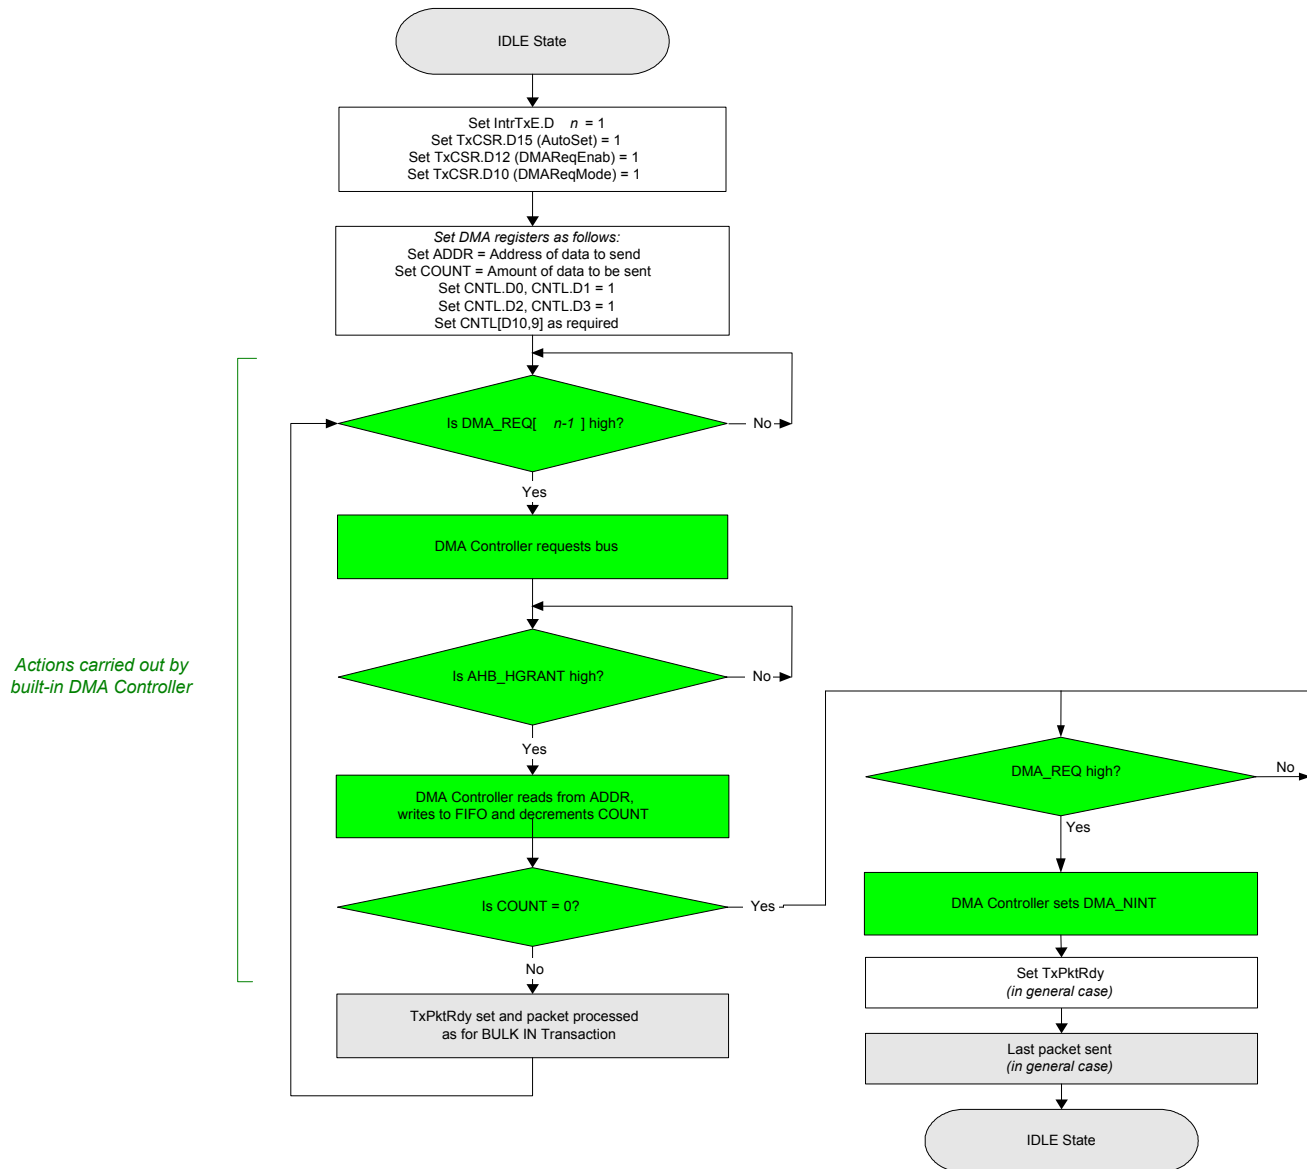 IDLE State
Set IntrTxE.D n = 1
Set TxCSR.D15 (AutoSet) = 1
Set TxCSR.D12 (DMAReqEnab) = 1
Set TxCSR.D10 (DMAReqMode) = 1
Set DMA registers as follows:
Set ADDR = Address of data to send
Set COUNT = Amount of data to be sent
Set CNTL.D0, CNTL.D1 = 1
Set CNTL.D2, CNTL.D3 = 1
Set CNTL[D10,9] as required
Is DMA_REQ[ n-1 ] high?
No
Yes
DMA Controller requests bus
Is AHB_HGRANT high?
No
Yes
Actions carried out by
built-in DMA Controller
DMA Controller reads from ADDR,
writes to FIFO and decrements COUNT
Is COUNT = 0?
Yes
No
TxPktRdy set and packet processed
as for BULK IN Transaction
DMA_REQ high?
No
Yes
DMA Controller sets DMA_NINT
Set TxPktRdy
(in general case)
Last packet sent
(in general case)
IDLE State